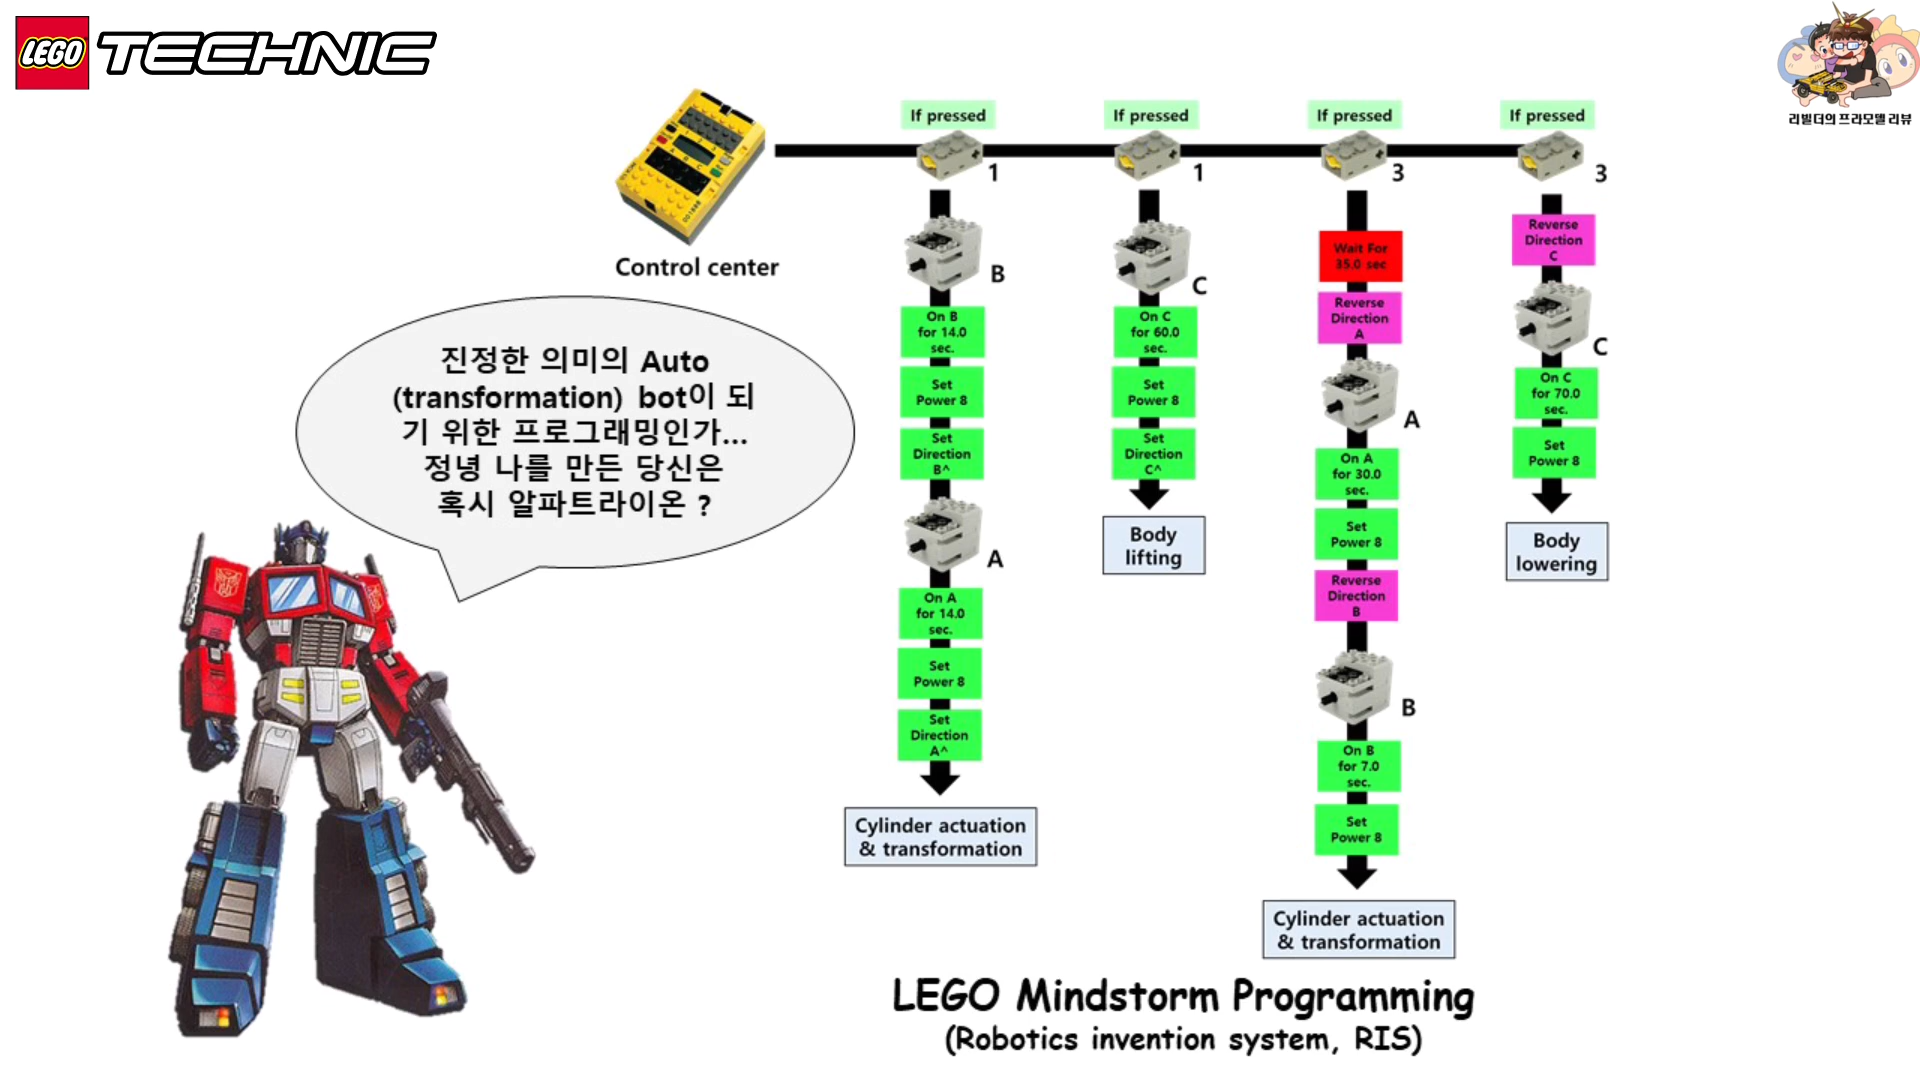 LEGO TECHNIC
리빌더의 프라모델 리뷰
Control center
진정한 의미의 Auto
(transformation) bot이 되
기 위한 프로그래밍인가...
정녕 나를 만든 당신은
혹시 알파트라이온 ?
If pressed
1
B
On B
for 14.0
sec.
Set
Power 8
Set
Direction
B^
A
On A
for 14.0
sec.
Set
Power 8
Set
Direction
A^
Cylinder actuation
& transformation
If pressed
1
C
On C
for 60.0
sec.
Set
Power 8
Set
Direction
C^
Body
lifting
If pressed
3
Wait For
35.0 sec
Reverse
Direction
A
A
On A
for 30.0
sec.
Set
Power 8
Reverse
Direction
B
B
On B
for 7.0
sec.
Set
Power 8
Cylinder actuation
& transformation
If pressed
3
Reverse
Direction
C
C
On C
for 70.0
sec.
Set
Power 8
Body
lowering
LEGO Mindstorm Programming
(Robotics invention system, RIS)